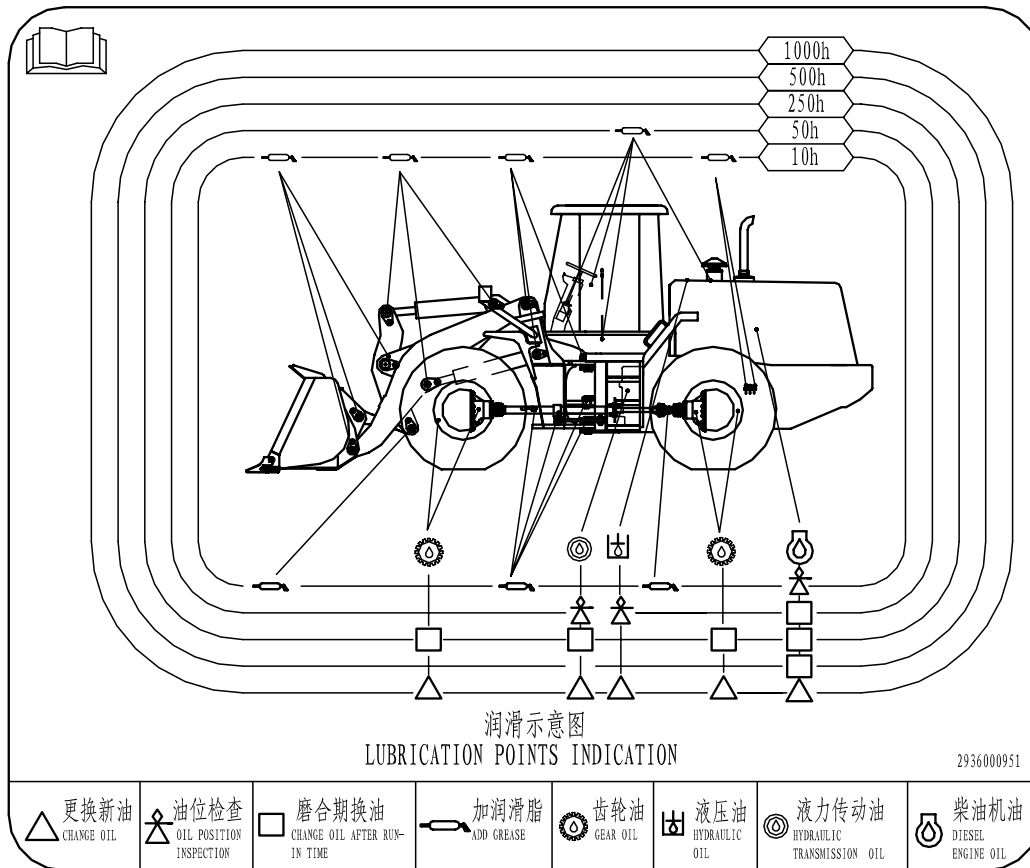 1000h
500h
250h
50h
10h
润滑示意图
LUBRICATION POINTS INDICATION
2936000951
更换新油
CHANGE OIL
油位检查
OIL POSITION
INSPECTION
磨合期换油
CHANGE OIL AFTER RUN-
IN TIME
加润滑脂
ADD GREASE
齿轮油
GEAR OIL
液压油
HYDRAULIC
OIL
液力传动油
HYDRAULIC
TRANSMISSION OIL
柴油机油
DIESEL
ENGINE OIL